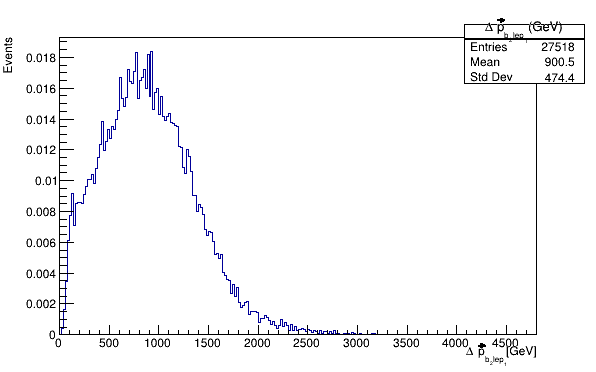 Δ p⃗_{b₂lep₁}(GeV)
Entries 27518
Mean 900.5
Std Dev 474.4
Events
0.018
0.016
0.014
0.012
0.01
0.008
0.006
0.004
0.002
0
0 500 1000 1500 2000 2500 3000 3500 4000 4500
Δ p⃗_{b₂lep₁}[GeV]